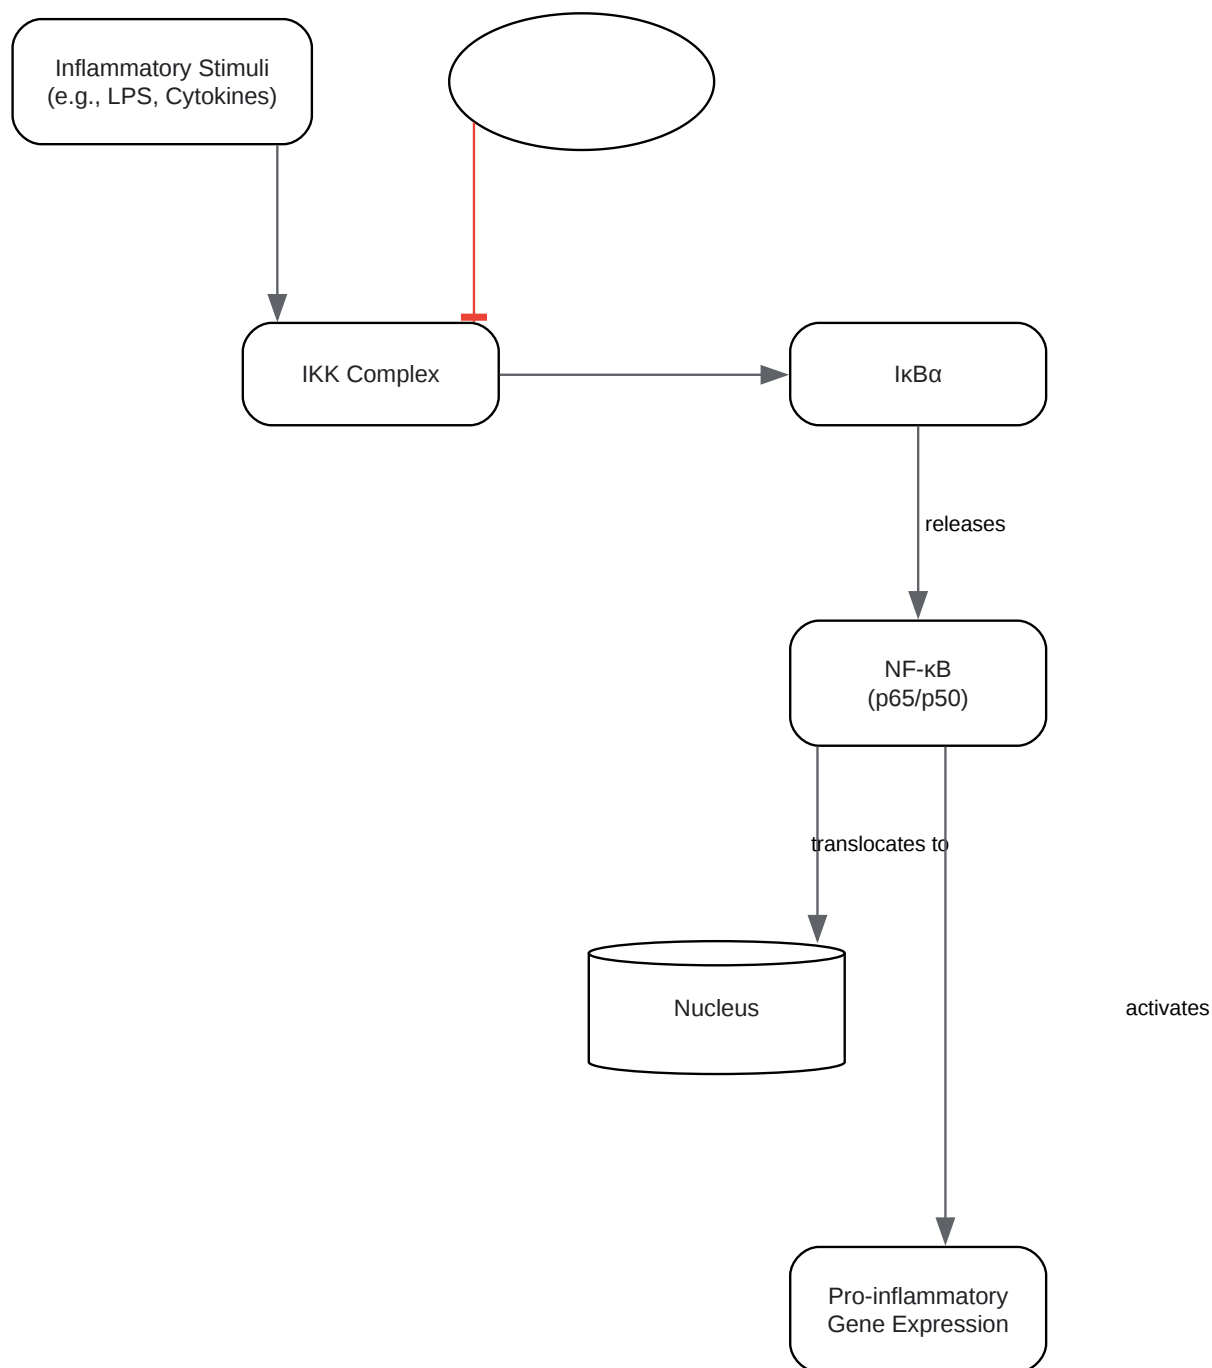 Inflammatory Stimuli
(e.g., LPS, Cytokines)
IKK Complex
IκBα
releases
NF-κB
(p65/p50)
translocates to
Nucleus
activates
Pro-inflammatory
Gene Expression